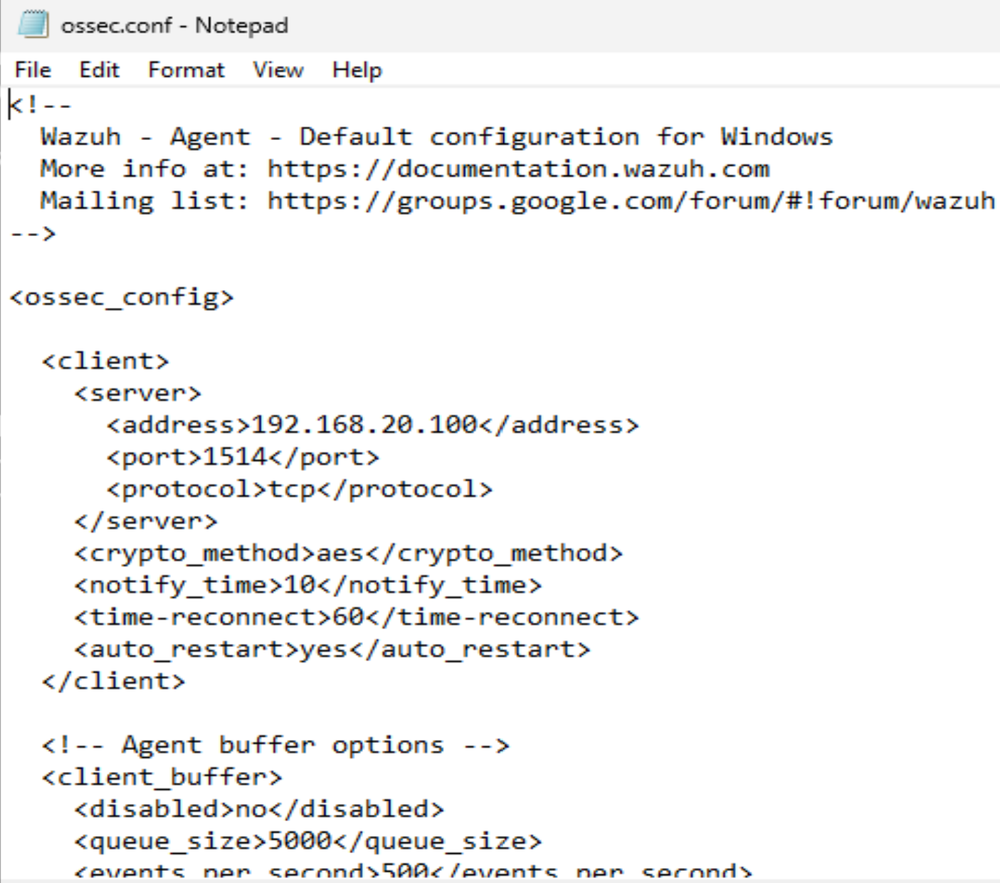 ossec.conf - Notepad
File Edit Format View Help
<!--
  Wazuh - Agent - Default configuration for Windows
  More info at: https://documentation.wazuh.com
  Mailing list: https://groups.google.com/forum/#!forum/wazuh
-->

<ossec_config>

  <client>
    <server>
      <address>192.168.20.100</address>
      <port>1514</port>
      <protocol>tcp</protocol>
    </server>
    <crypto_method>aes</crypto_method>
    <notify_time>10</notify_time>
    <time-reconnect>60</time-reconnect>
    <auto_restart>yes</auto_restart>
  </client>

  <!-- Agent buffer options -->
  <client_buffer>
    <disabled>no</disabled>
    <queue_size>5000</queue_size>
    <events_per_second>500</events_per_second>